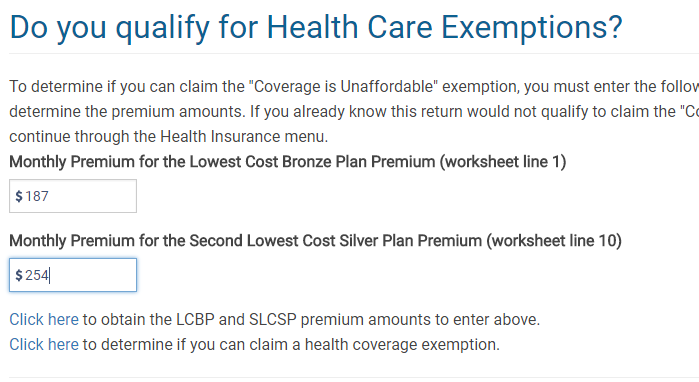 Do you qualify for Health Care Exemptions?
To determine if you can claim the "Coverage is Unaffordable" exemption, you must enter the
determine the premium amounts. If you already know this return would not qualify to claim the
continue through the Health Insurance menu.
Monthly Premium for the Lowest Cost Bronze Plan Premium (worksheet line 1)
$ 187
Monthly Premium for the Second Lowest Cost Silver Plan Premium (worksheet line 10)
$ 254
Click here to obtain the LCBP and SLCSP premium amounts to enter above.
Click here to determine if you can claim a health coverage exemption.